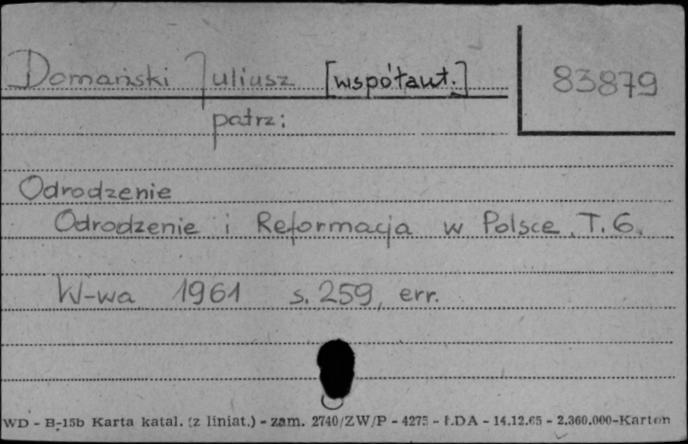 Domański Juliusz [współaut.]
83879
patrz:
Odrodzenie
Odrodzenie i Reformacja w Polsce. T. 6.
W-wa 1961 s. 259, err.
WD - B-15b Karta katal. (z liniat.) - zam. 2740/ZW/P - 4275 - ŁDA - 14.12.65 - 2.360.000-Karton